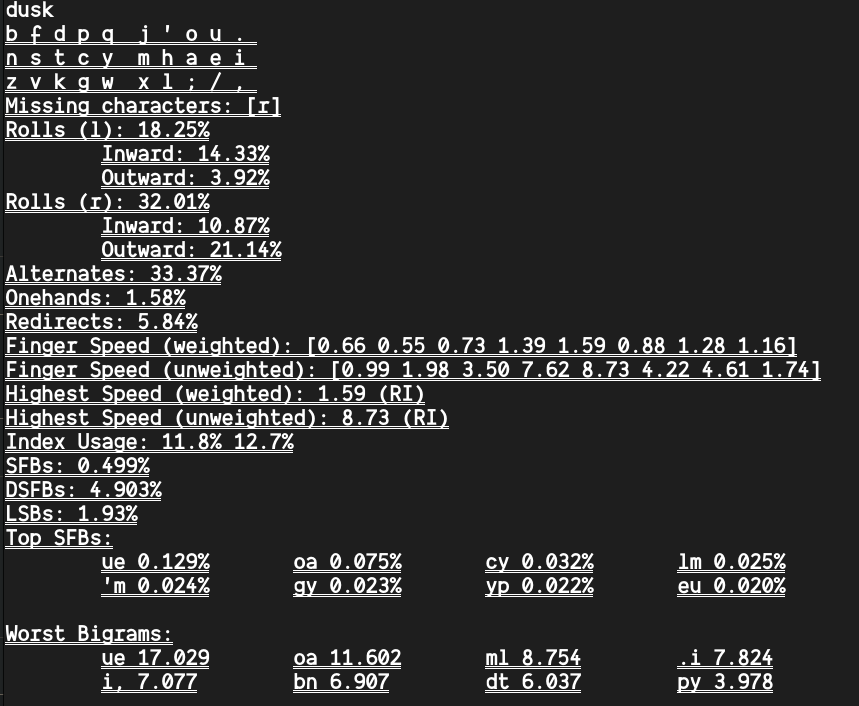 dusk
b f d p q  j ' o u .
n s t c y  m h a e i
z v k g w  x l ; / ,
Missing characters: [r]
Rolls (l): 18.25%
Inward: 14.33%
Outward: 3.92%
Rolls (r): 32.01%
Inward: 10.87%
Outward: 21.14%
Alternates: 33.37%
Onehands: 1.58%
Redirects: 5.84%
Finger Speed (weighted): [0.66 0.55 0.73 1.39 1.59 0.88 1.28 1.16]
Finger Speed (unweighted): [0.99 1.98 3.50 7.62 8.73 4.22 4.61 1.74]
Highest Speed (weighted): 1.59 (RI)
Highest Speed (unweighted): 8.73 (RI)
Index Usage: 11.8% 12.7%
SFBs: 0.499%
DSFBs: 4.903%
LSBs: 1.93%
Top SFBs:
ue 0.129% oa 0.075% cy 0.032% lm 0.025%
'm 0.024% gy 0.023% yp 0.022% eu 0.020%
Worst Bigrams:
ue 17.029 oa 11.602 ml 8.754 .i 7.824
i, 7.077 bn 6.907 dt 6.037 py 3.978